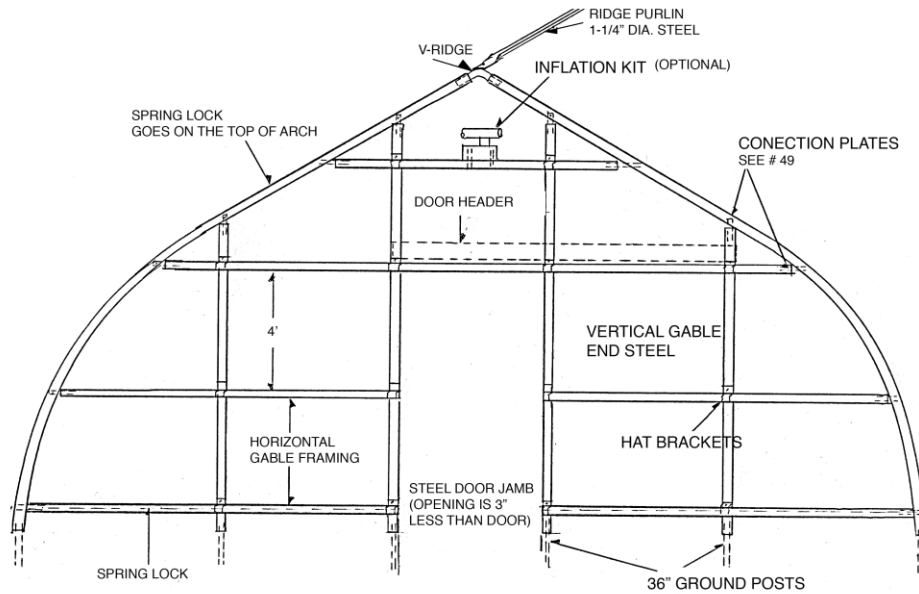 RIDGE PURLIN
1-1/4" DIA. STEEL
V-RIDGE
INFLATION KIT (OPTIONAL)
SPRING LOCK
GOES ON THE TOP OF ARCH
CONECTION PLATES
SEE # 49
DOOR HEADER
4'
VERTICAL GABLE
END STEEL
HORIZONTAL
GABLE FRAMING
HAT BRACKETS
STEEL DOOR JAMB
(OPENING IS 3"
LESS THAN DOOR)
SPRING LOCK
36" GROUND POSTS